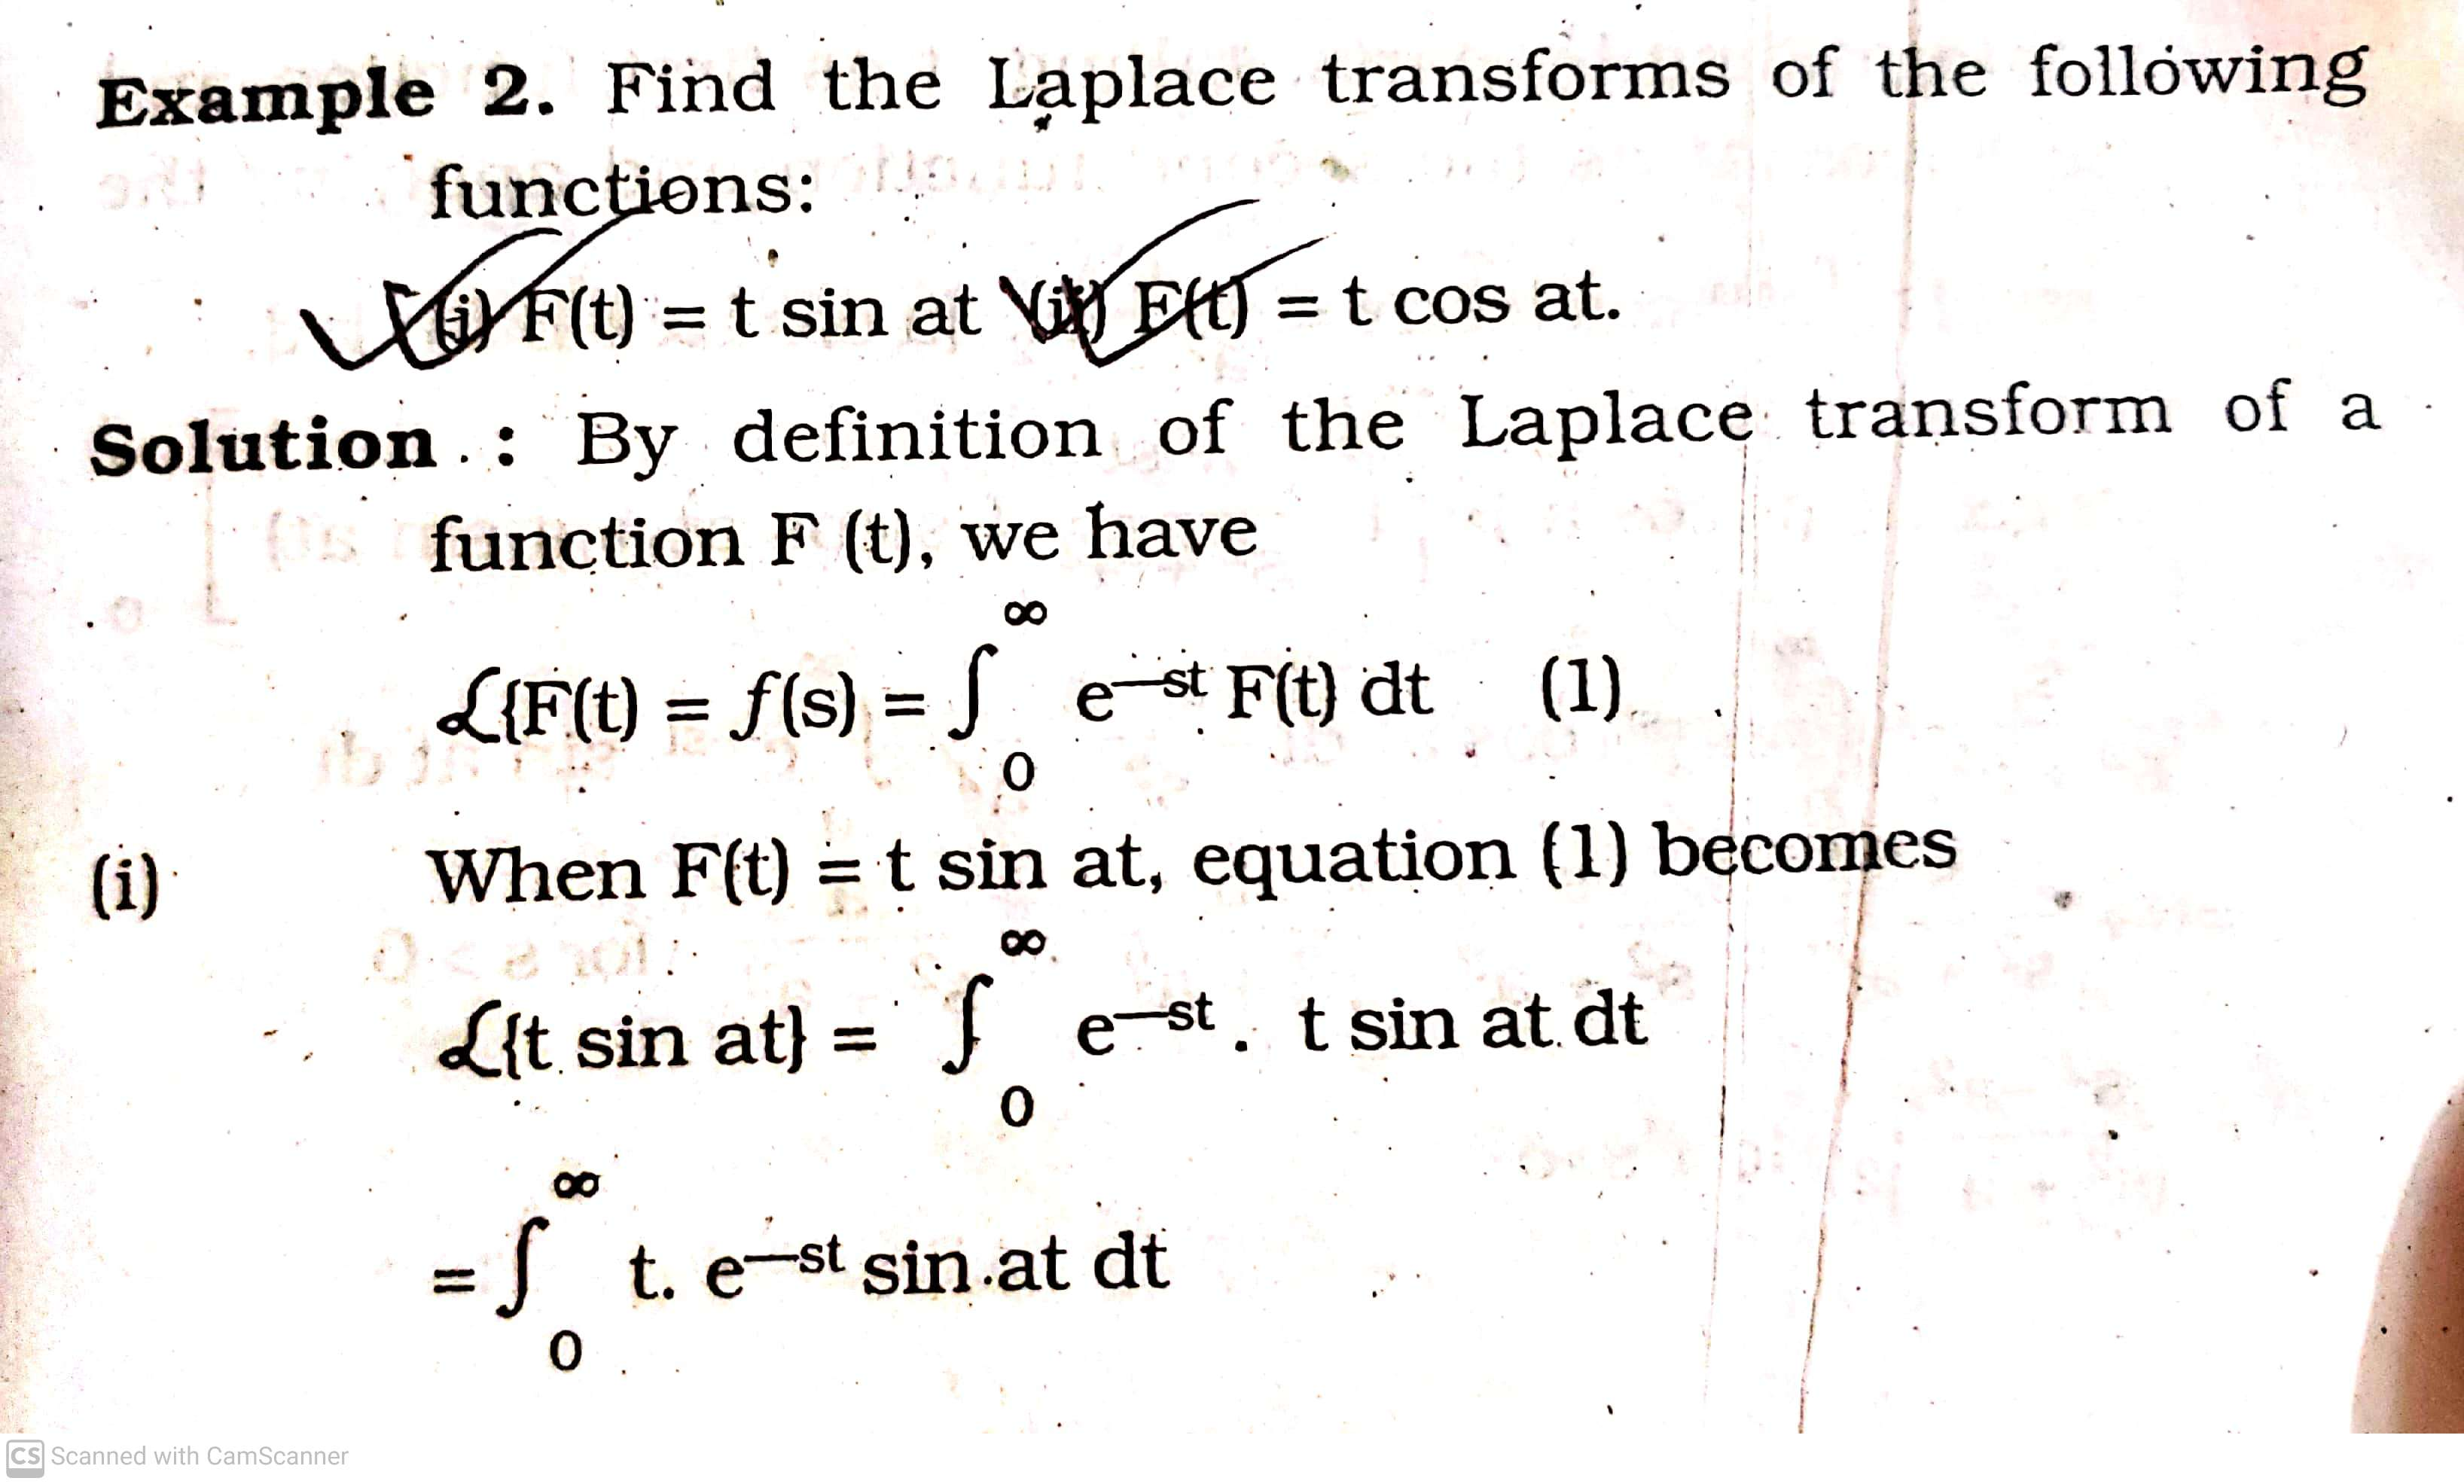 Example 2. Find the Laplace transforms of the following
functions:
(i) F(t) = t sin at (ii) F(t) = t cos at.
Solution : By definition of the Laplace transform of a
function F (t), we have
ℒ{F(t) = f(s) = ∫₀^∞ e^–st F(t) dt (1)
(i) When F(t) = t sin at, equation (1) becomes
ℒ{t sin at} = ∫₀^∞ e^–st . t sin at dt
= ∫₀^∞ t. e^–st sin at dt
CS Scanned with CamScanner